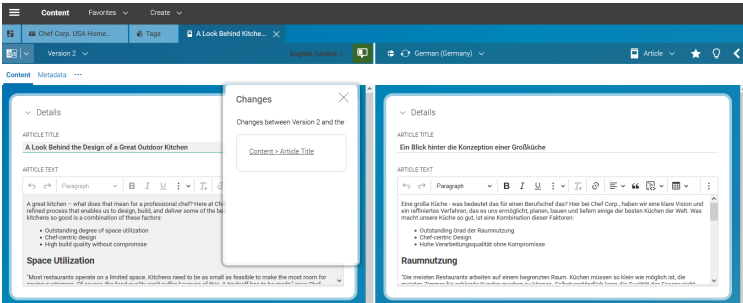 Content Favorites Create
Chef Corp. USA Home... Tags A Look Behind Kitche...
Version 2 English (United ... German (Germany) Article
Content Metadata ...
Changes
Changes between Version 2 and the
Content > Article Title
Details
ARTICLE TITLE
A Look Behind the Design of a Great Outdoor Kitchen
ARTICLE TEXT
Paragraph B I U Tx
A great kitchen – what does that mean for a professional chef? Here at Che
refined process that enables us to design, build, and deliver some of the bes
kitchens so good is a combination of these factors:
• Outstanding degree of space utilization
• Chef-centric design
• High build quality without compromise
Space Utilization
"Most restaurants operate on a limited space. Kitchens need to be as small as feasible to make the most room for
Details
ARTICLE TITLE
Ein Blick hinter die Konzeption einer Großküche
ARTICLE TEXT
Paragraph B I U Tx
Eine große Küche - was bedeutet das für einen Berufschef das? Hier bei Chef Corp., haben wir eine klare Vision und
ein raffiniertes Verfahren, das es uns ermöglicht, planen, bauen und liefern einige der besten Küchen der Welt. Was
macht unsere Küche so gut, ist eine Kombination dieser Faktoren:
• Outstanding Grad der Raumnutzung
• Chef-Centric Design
• Hohe Verarbeitungsqualität ohne Kompromisse
Raumnutzung
"Die meisten Restaurants arbeiten auf einem begrenzten Raum. Küchen müssen so klein wie möglich ist, die